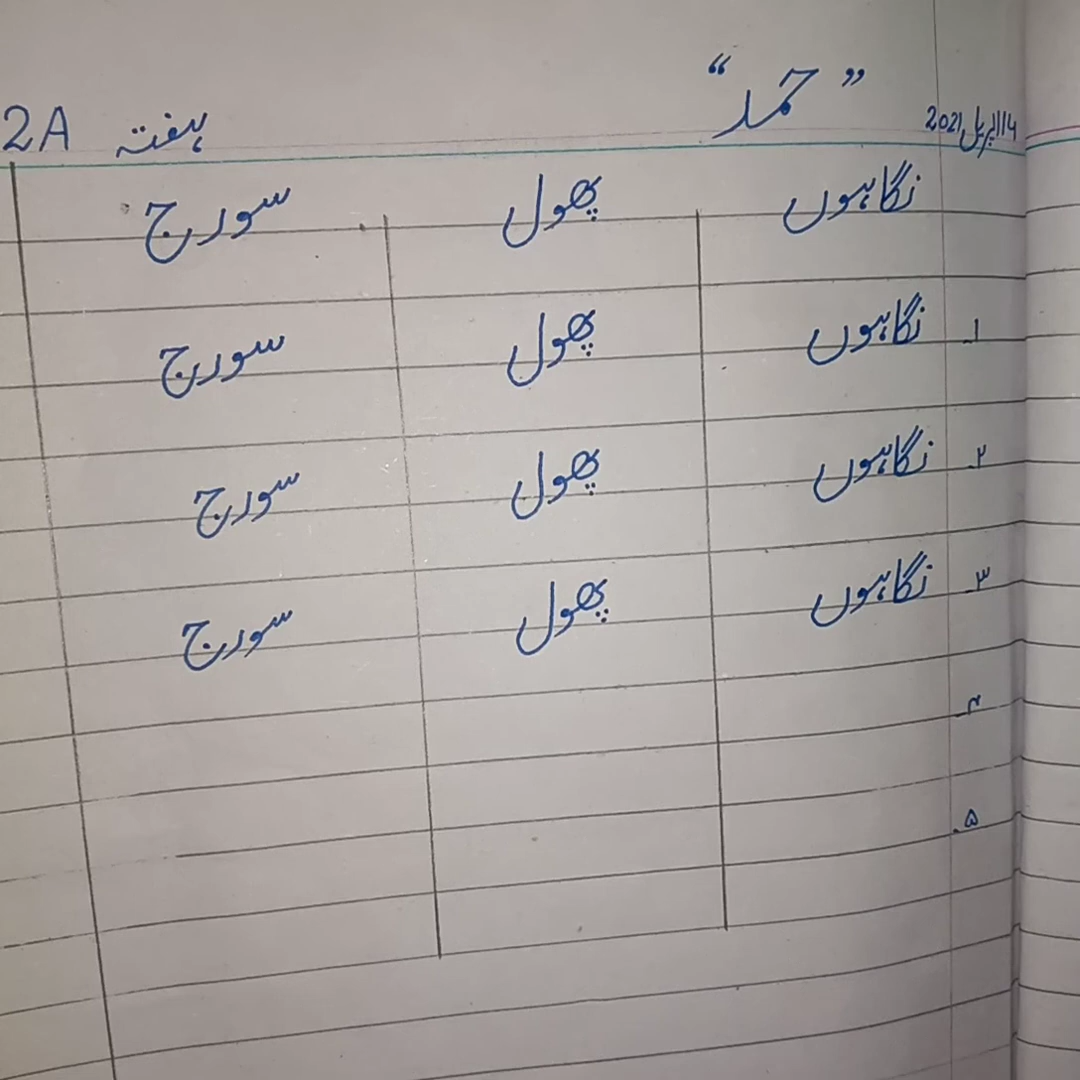 14 اپریل 2021 ”حمد“ ہفتہ 2A
نگاہوں پھول سورج
۱۔ نگاہوں پھول سورج
۲۔ نگاہوں پھول سورج
۳۔ نگاہوں پھول سورج
۴۔
۵۔